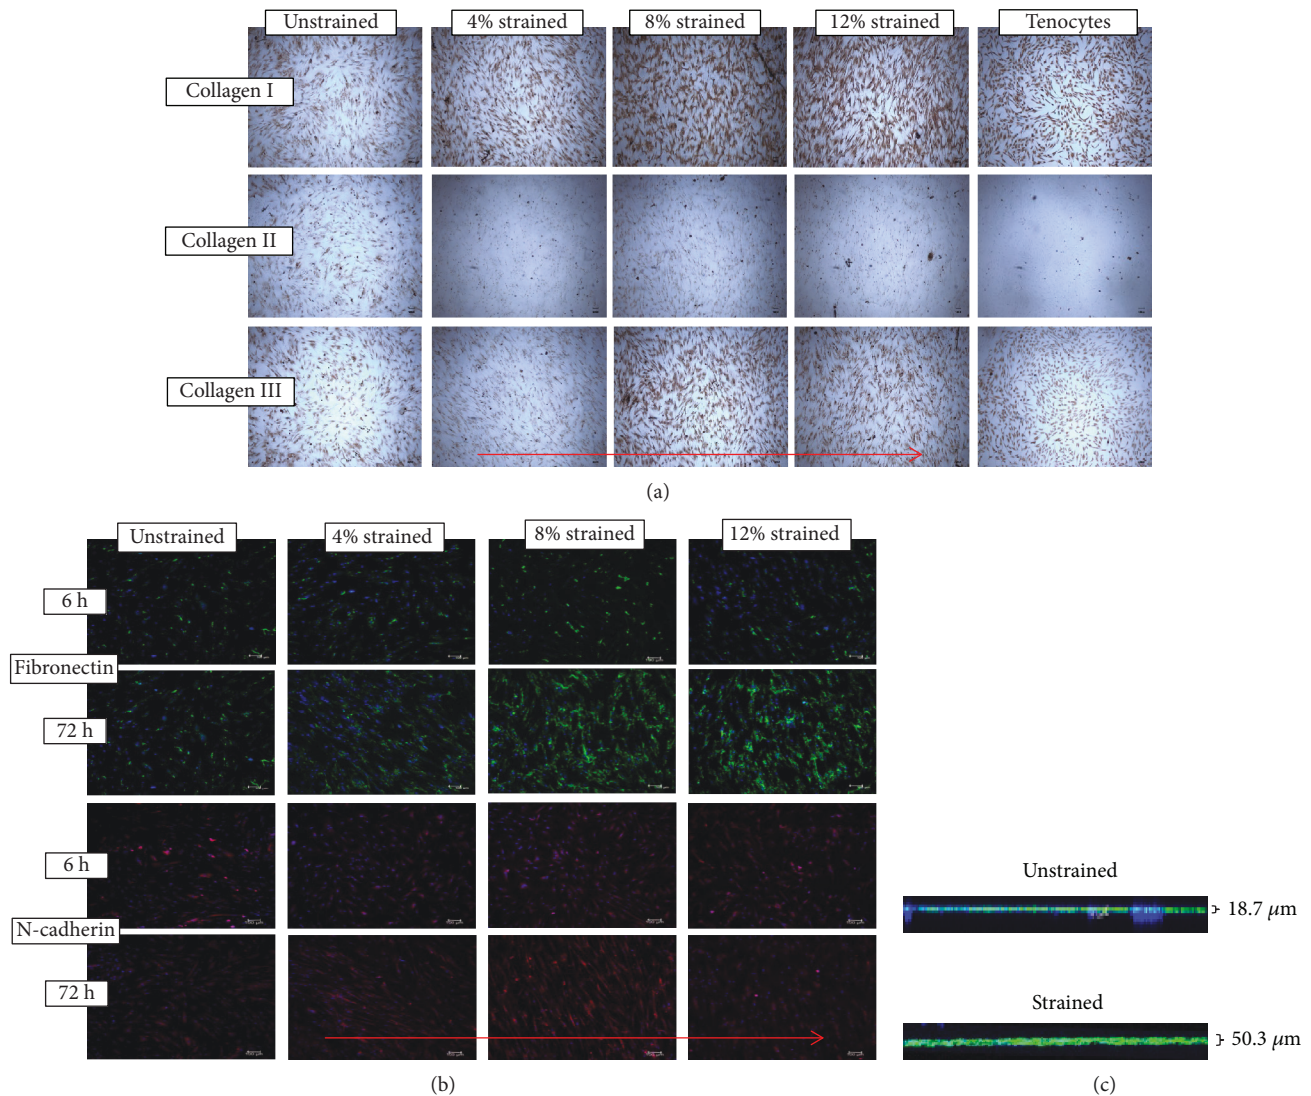 Unstrained
4% strained
8% strained
12% strained
Tenocytes
Collagen I
Collagen II
Collagen III
(a)
Unstrained
4% strained
8% strained
12% strained
6 h
Fibronectin
72 h
6 h
N-cadherin
72 h
(b)
Unstrained
18.7 μm
Strained
50.3 μm
(c)